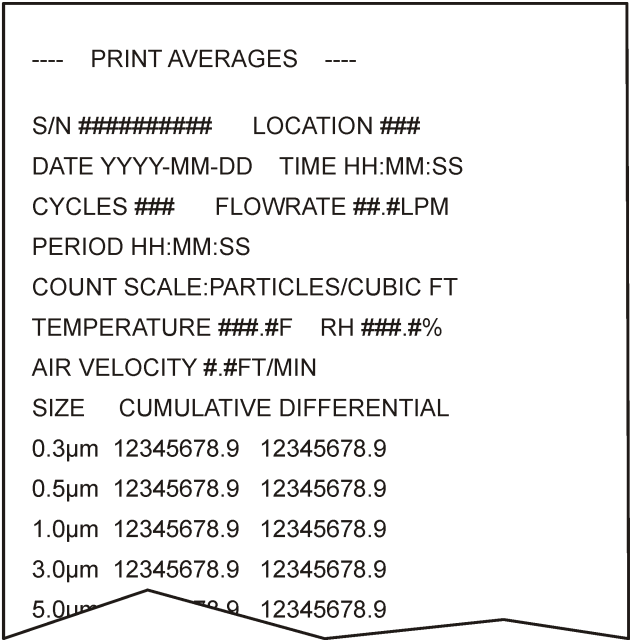 ---- PRINT AVERAGES ----
S/N ########## LOCATION ###
DATE YYYY-MM-DD TIME HH:MM:SS
CYCLES ### FLOWRATE ##.#LPM
PERIOD HH:MM:SS
COUNT SCALE:PARTICLES/CUBIC FT
TEMPERATURE ###.#F RH ###.#%
AIR VELOCITY #.#FT/MIN
SIZE CUMULATIVE DIFFERENTIAL
0.3µm 12345678.9 12345678.9
0.5µm 12345678.9 12345678.9
1.0µm 12345678.9 12345678.9
3.0µm 12345678.9 12345678.9
5.0µm 12345678.9